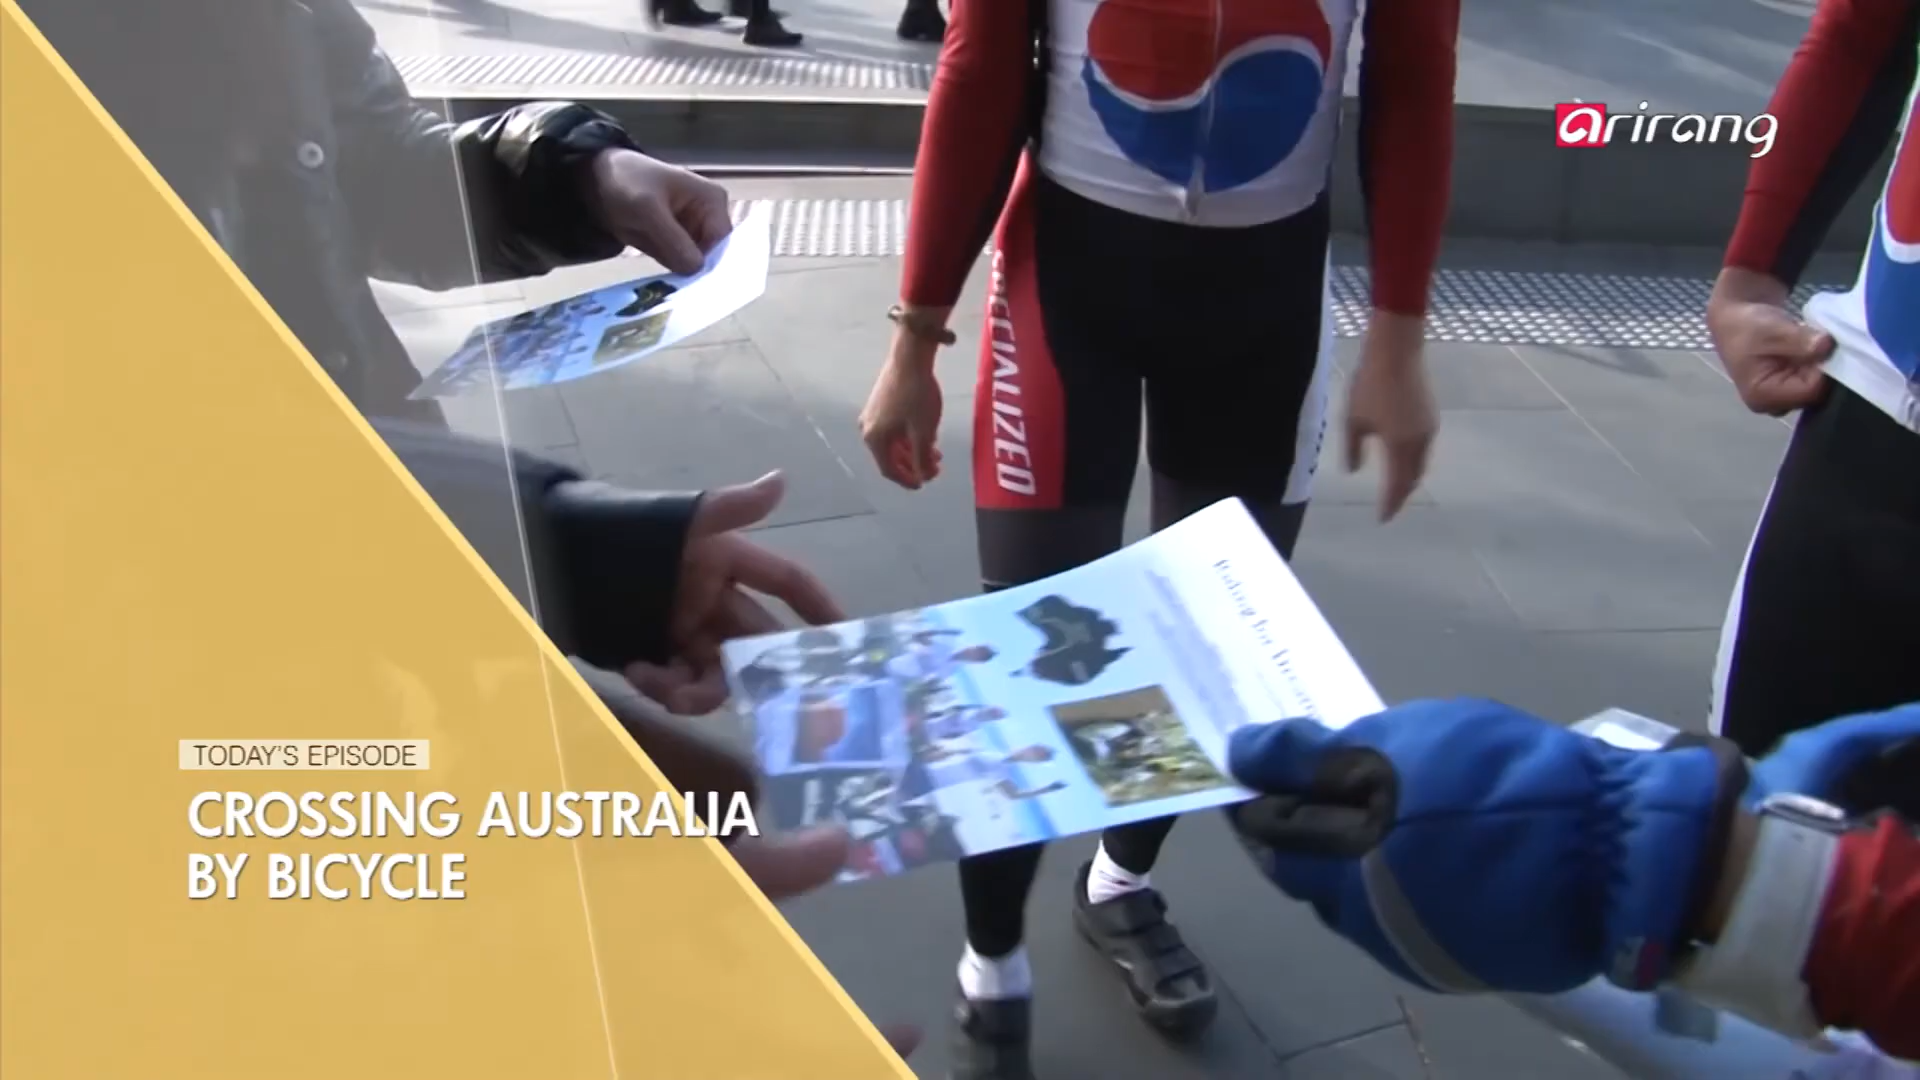 arirang
SPECIALIZED
TODAY'S EPISODE
CROSSING AUSTRALIA
BY BICYCLE